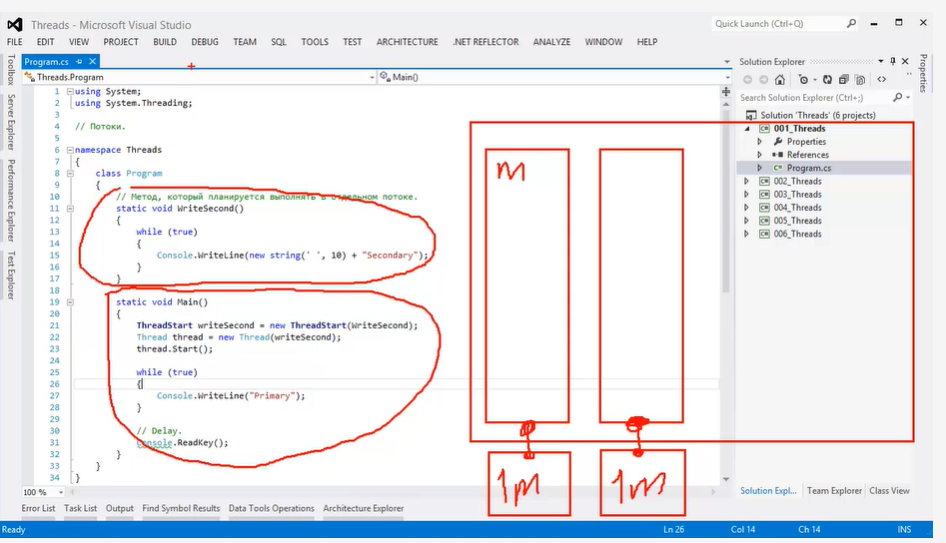 Threads - Microsoft Visual Studio
Quick Launch (Ctrl+Q)
FILE EDIT VIEW PROJECT BUILD DEBUG TEAM SQL TOOLS TEST ARCHITECTURE .NET REFLECTOR ANALYZE WINDOW HELP
Toolbox
Server Explorer
Performance Explorer
Test Explorer
Program.cs
Threads.Program
Main()
1 using System;
2 using System.Threading;
3
4 // Потоки.
5
6 namespace Threads
7 {
8 class Program
9 {
10 // Метод, который планируется выполнять в отдельном потоке.
11 static void WriteSecond()
12 {
13 while (true)
14 {
15 Console.WriteLine(new string(' ', 10) + "Secondary");
16 }
17 }
18
19 static void Main()
20 {
21 ThreadStart writeSecond = new ThreadStart(WriteSecond);
22 Thread thread = new Thread(writeSecond);
23 thread.Start();
24
25 while (true)
26 {
27 Console.WriteLine("Primary");
28 }
29
30 // Delay.
31 Console.ReadKey();
32 }
33 }
34 }
m
1m
1m
Solution Explorer
Search Solution Explorer (Ctrl+;)
Solution 'Threads' (6 projects)
001_Threads
Properties
References
Program.cs
002_Threads
003_Threads
004_Threads
005_Threads
006_Threads
Properties
100 %
Solution Expl... Team Explorer Class View
Error List Task List Output Find Symbol Results Data Tools Operations Architecture Explorer
Ready Ln 26 Col 14 Ch 14 INS